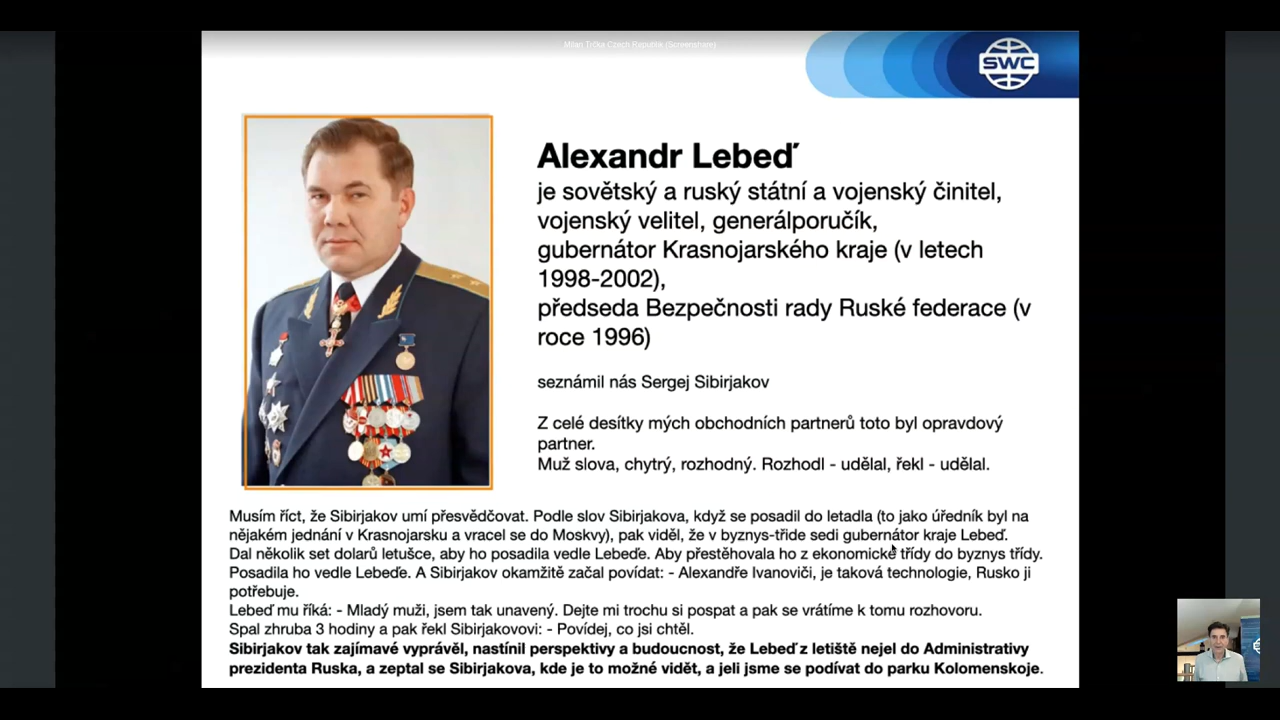 Milan Trčka Czech Republik (Screenshare)
SWC
Alexandr Lebeď
je sovětský a ruský státní a vojenský činitel,
vojenský velitel, generálporučík,
gubernátor Krasnojarského kraje (v letech
1998-2002),
předseda Bezpečnosti rady Ruské federace (v
roce 1996)
seznámil nás Sergej Sibirjakov
Z celé desítky mých obchodních partnerů toto byl opravdový
partner.
Muž slova, chytrý, rozhodný. Rozhodl - udělal, řekl - udělal.
Musím říct, že Sibirjakov umí přesvědčovat. Podle slov Sibirjakova, když se posadil do letadla (to jako úředník byl na
nějakém jednání v Krasnojarsku a vracel se do Moskvy), pak viděl, že v byznys-třide sedi gubernátor kraje Lebeď.
Dal několik set dolarů letušce, aby ho posadila vedle Lebeďe. Aby přestěhovala ho z ekonomické třídy do byznys třídy.
Posadila ho vedle Lebeďe. A Sibirjakov okamžitě začal povídat: - Alexandře Ivanoviči, je taková technologie, Rusko ji
potřebuje.
Lebeď mu říká: - Mladý muži, jsem tak unavený. Dejte mi trochu si pospat a pak se vrátíme k tomu rozhovoru.
Spal zhruba 3 hodiny a pak řekl Sibirjakovovi: - Povídej, co jsi chtěl.
Sibirjakov tak zajímavé vyprávěl, nastínil perspektivy a budoucnost, že Lebeď z letiště nejel do Administrativy
prezidenta Ruska, a zeptal se Sibirjakova, kde je to možné vidět, a jeli jsme se podívat do parku Kolomenskoje.